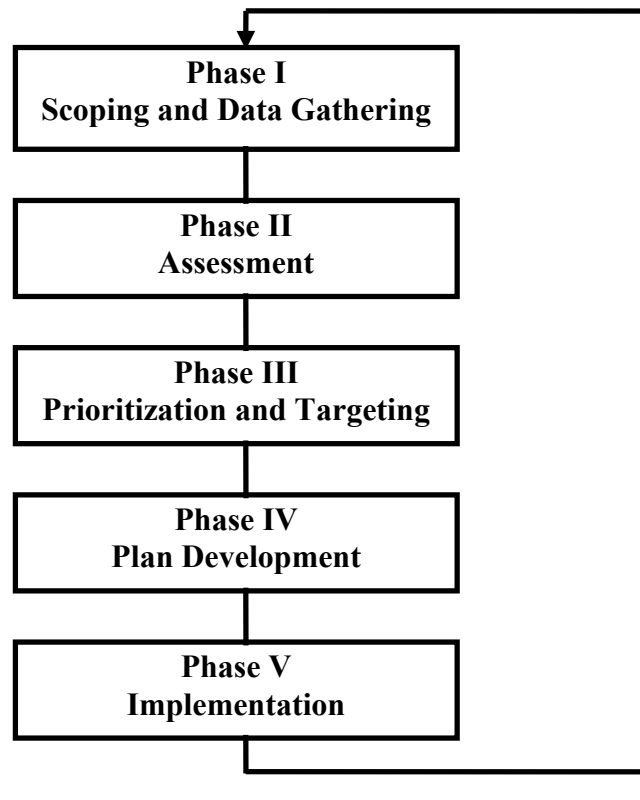 Phase I
Scoping and Data Gathering
Phase II
Assessment
Phase III
Prioritization and Targeting
Phase IV
Plan Development
Phase V
Implementation